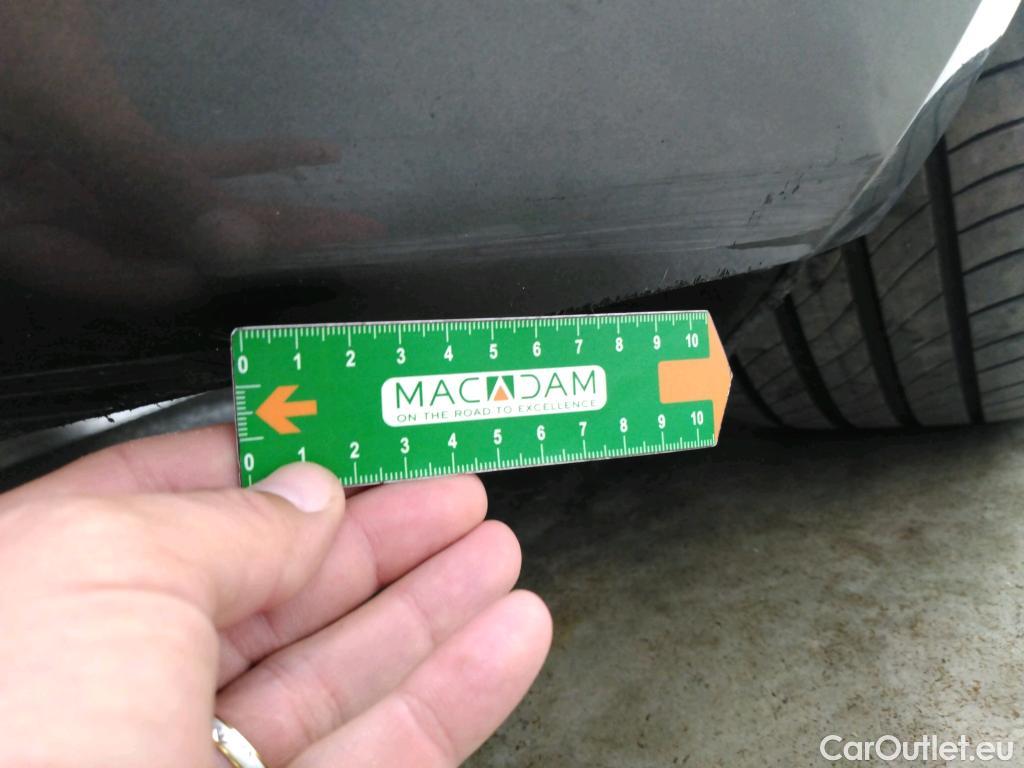 0 1 2 3 4 5 6 7 8 9 10
MACADAM
ON THE ROAD TO EXCELLENCE
0 1 2 3 4 5 6 7 8 9 10
CarOutlet.eu